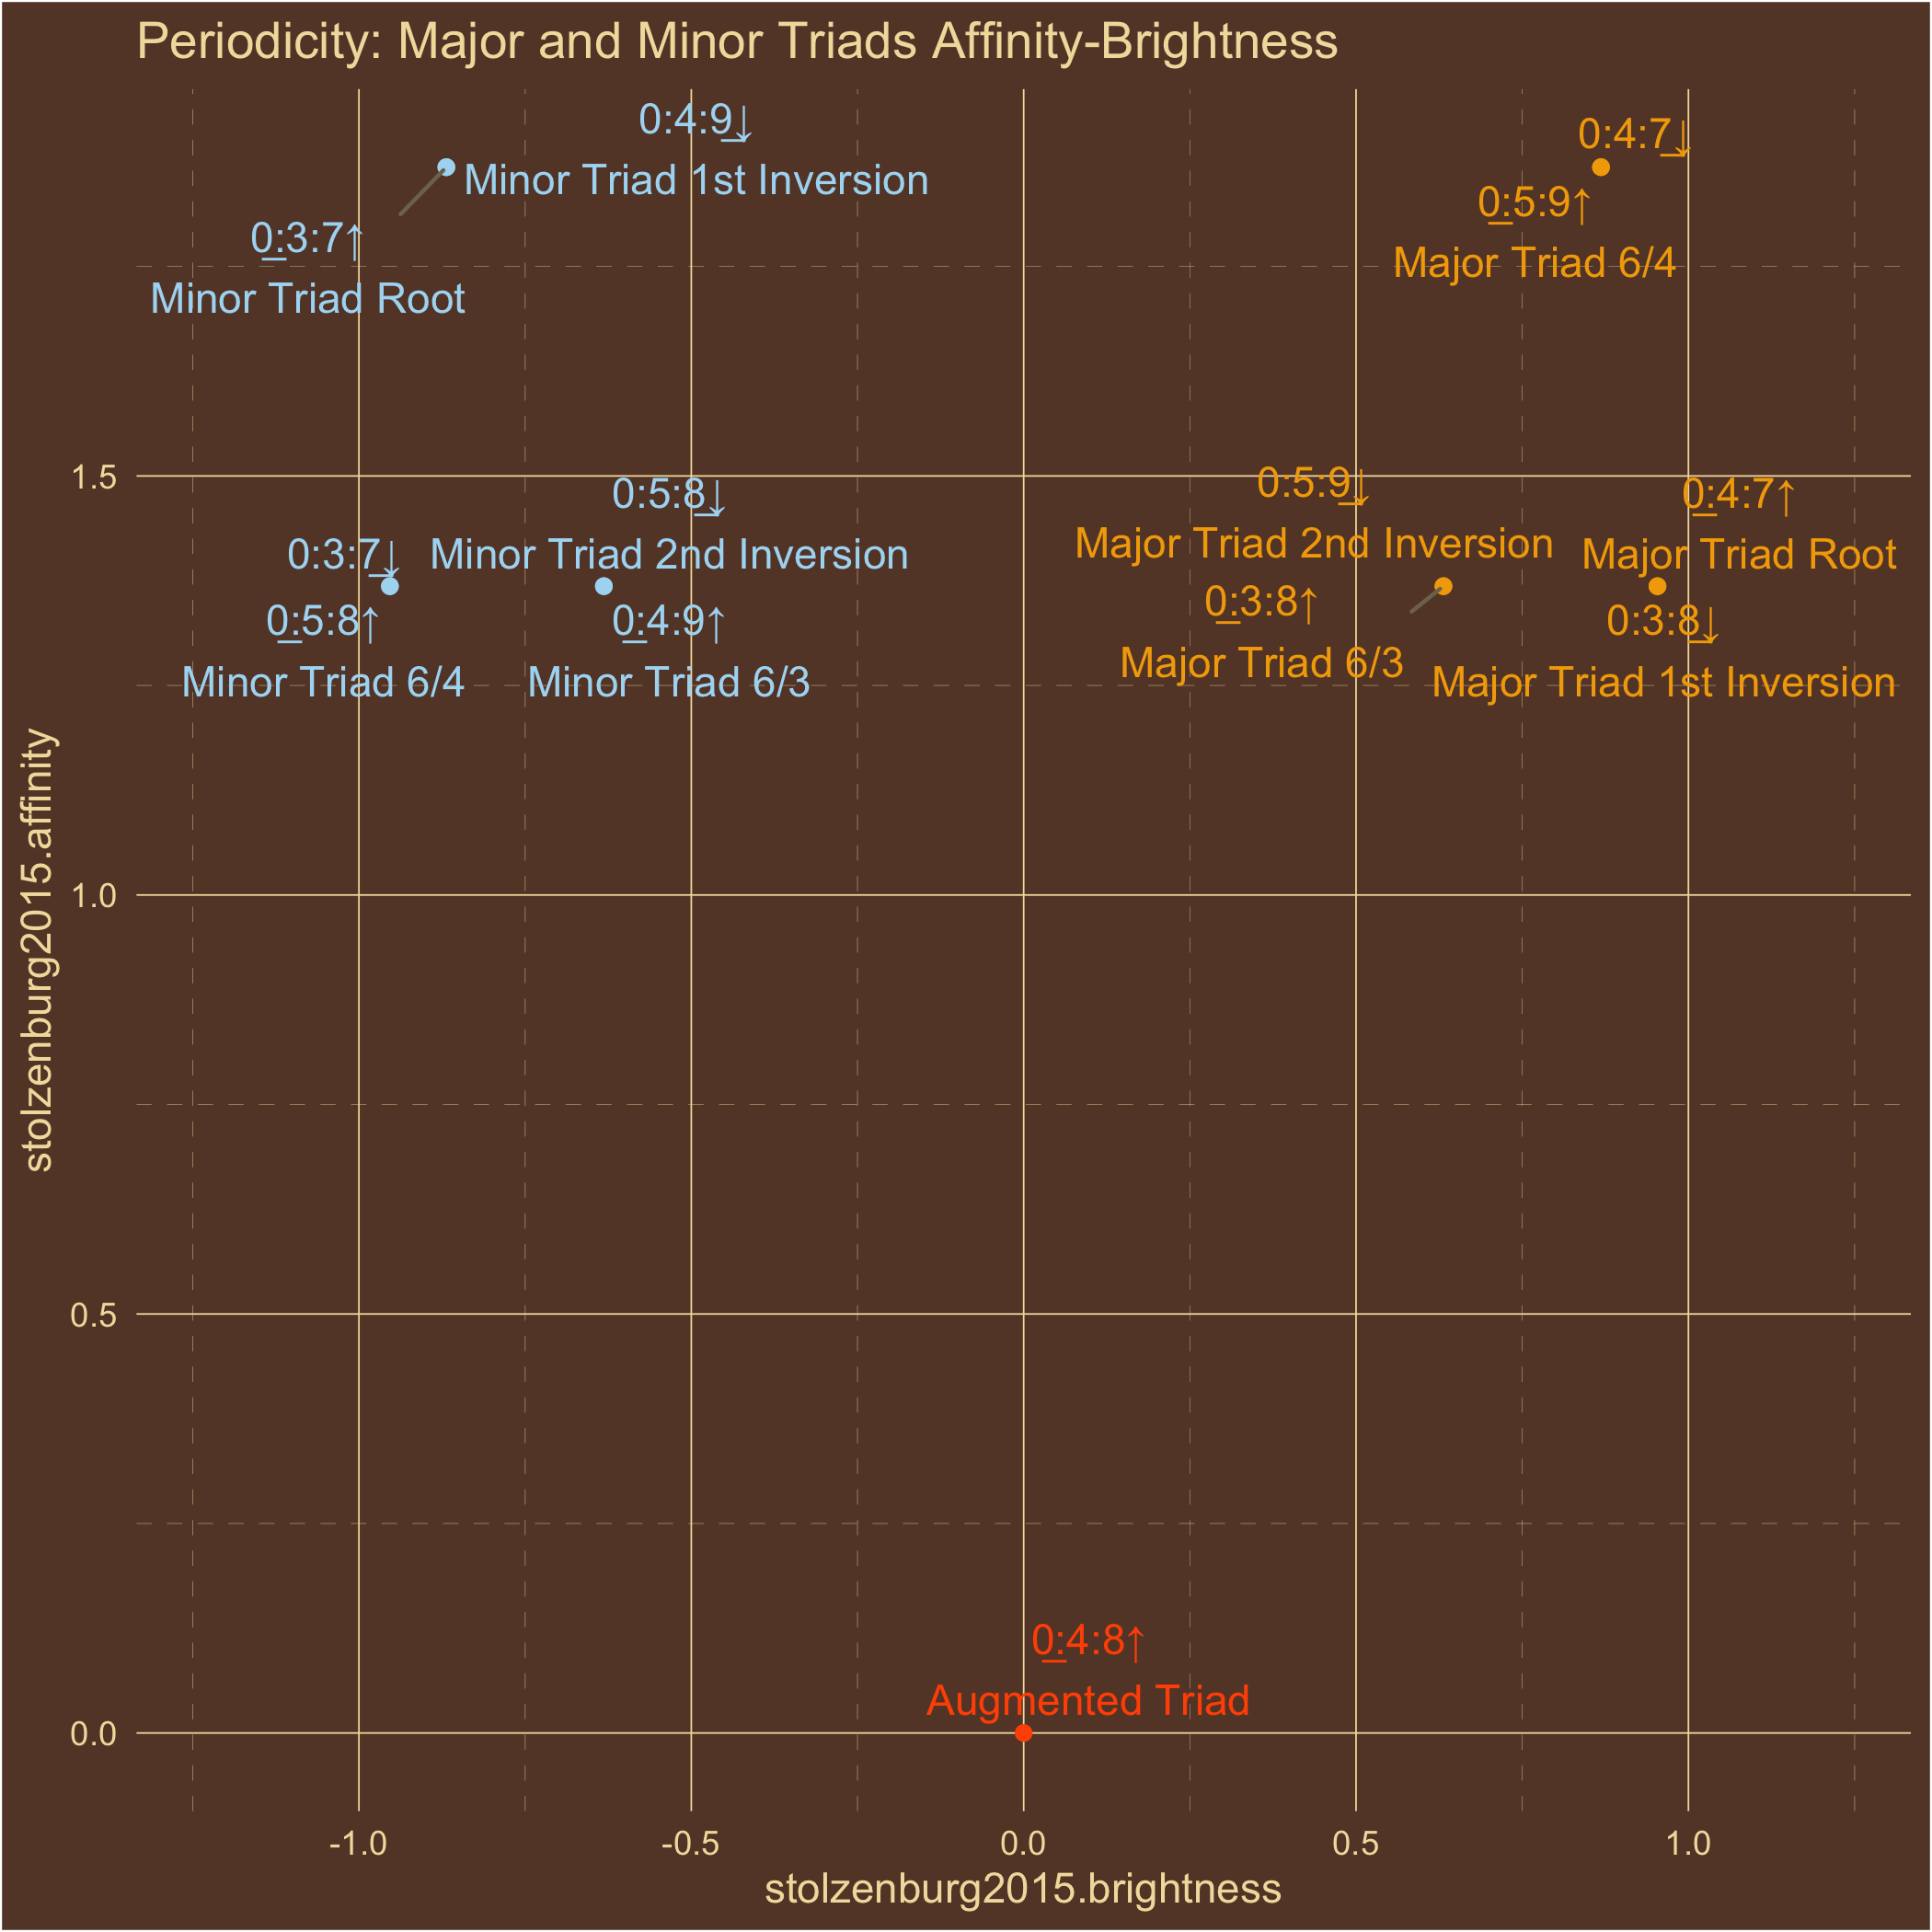 Periodicity: Major and Minor Triads Affinity-Brightness
0:4:9↓
Minor Triad 1st Inversion
0:3:7↑
Minor Triad Root
0:4:7↓
0:5:9↑
Major Triad 6/4
0:5:8↓
Minor Triad 2nd Inversion
0:3:7↓
0:5:8↑
Minor Triad 6/4
0:4:9↑
Minor Triad 6/3
0:5:9↓
Major Triad 2nd Inversion
0:3:8↑
Major Triad 6/3
0:4:7↑
Major Triad Root
0:3:8↓
Major Triad 1st Inversion
0:4:8↑
Augmented Triad
1.5
1.0
0.5
0.0
stolzenburg2015.affinity
-1.0
-0.5
0.0
0.5
1.0
stolzenburg2015.brightness